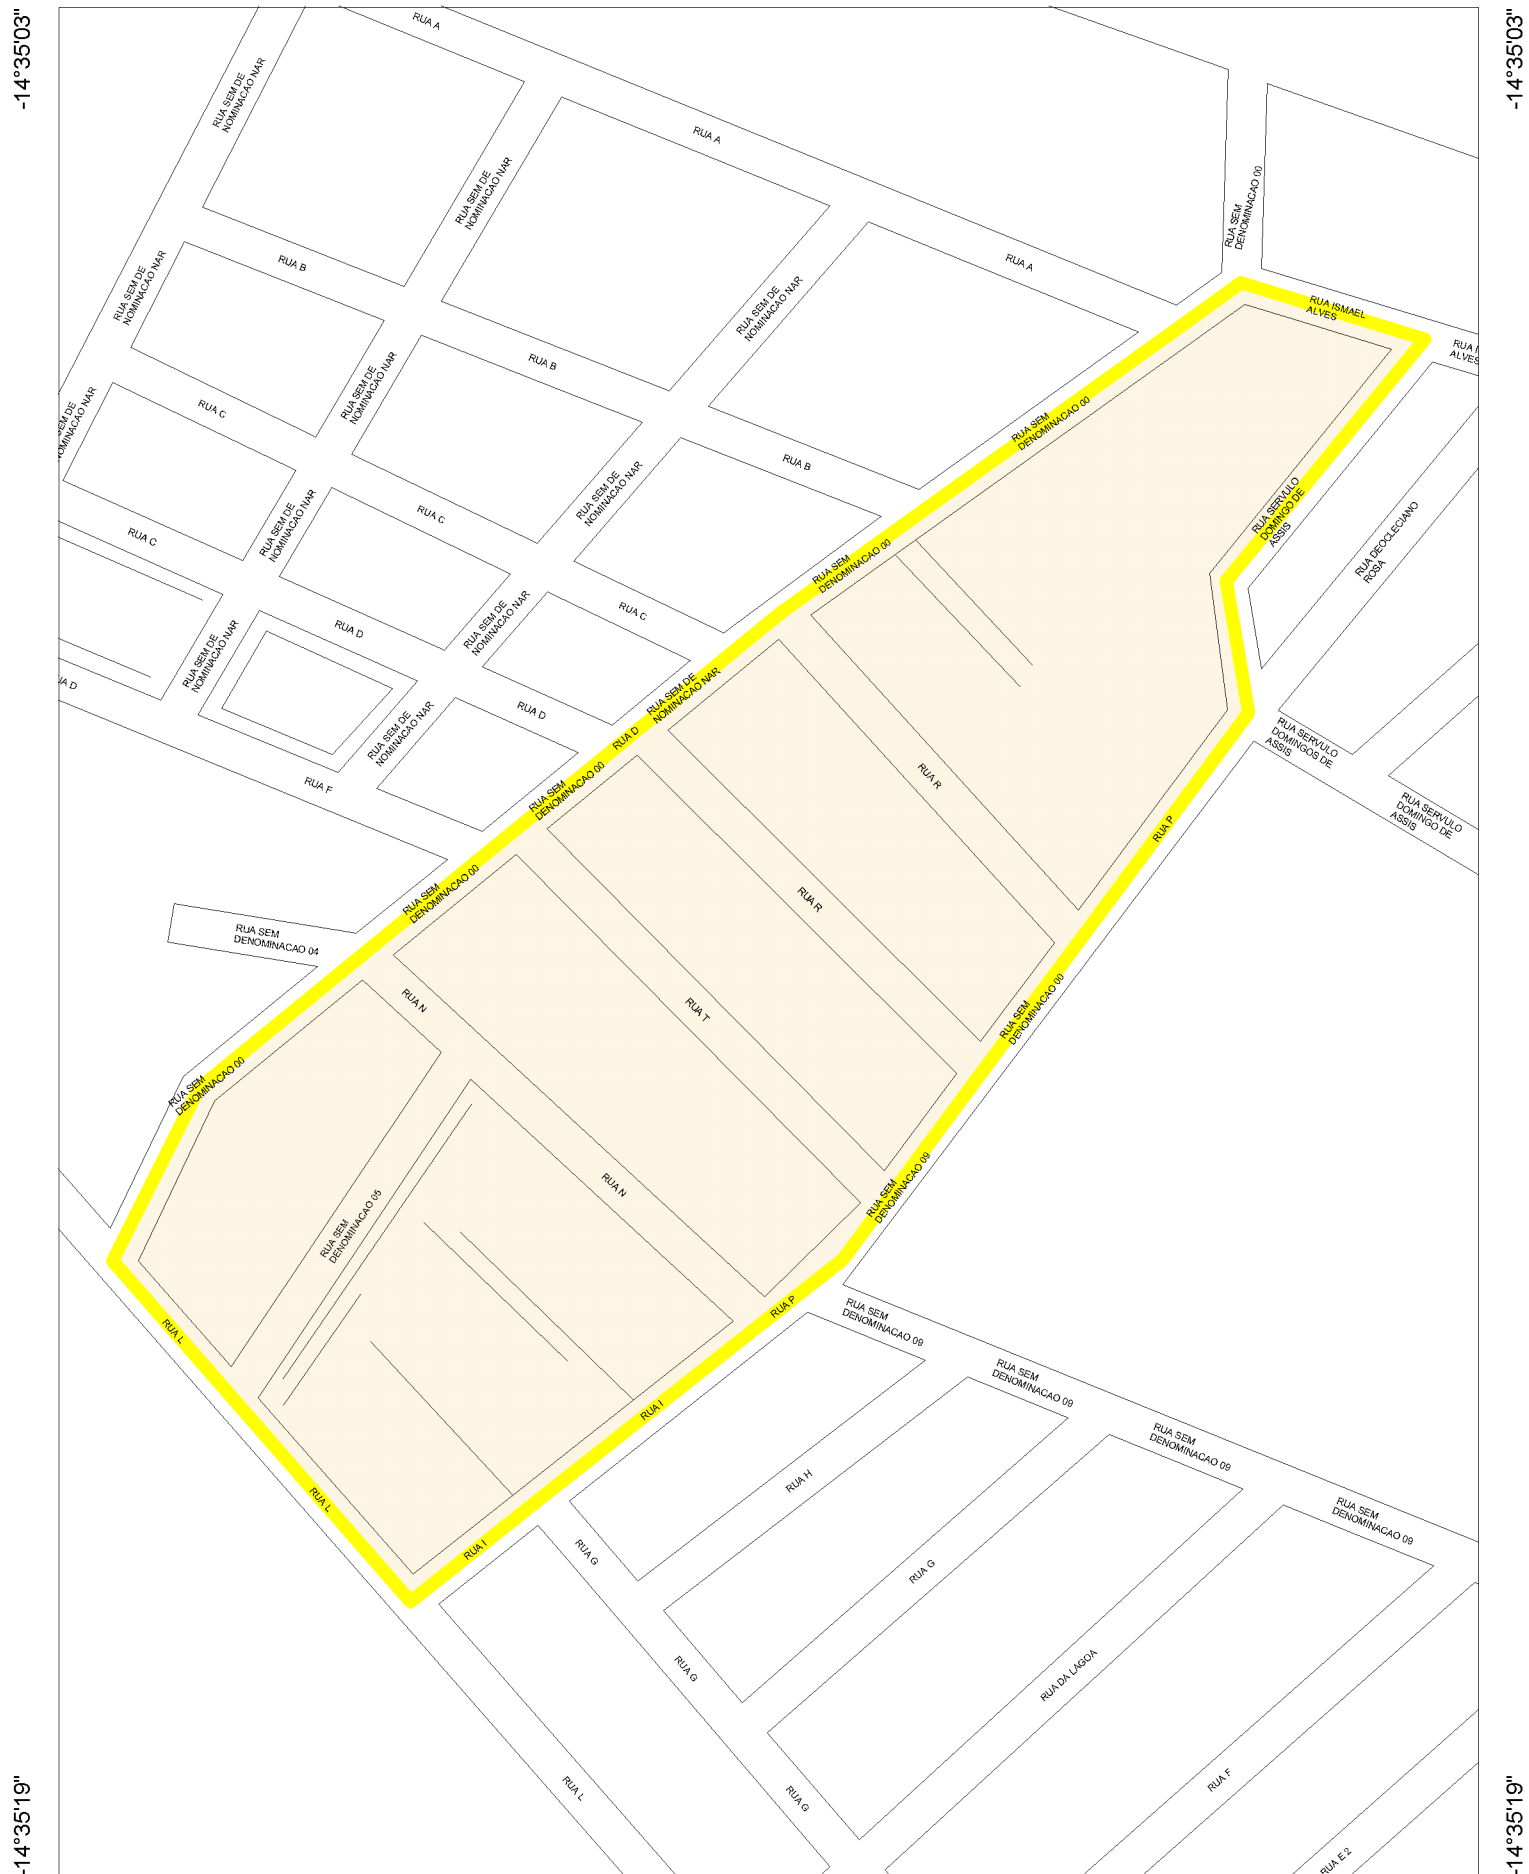 -14°35'03"
-14°35'03"
RUA A
RUA SEM DE
NOMINACAO NAR
RUA A
RUA SEM DE
NOMINACAO NAR
RUA SEM
DENOMINACAO 00
RUA B
RUA A
RUA SEM DE
NOMINACAO NAR
RUA SEM DE
NOMINACAO NAR
RUA ISMAEL
ALVES
RUA
ALVES
RUA B
RUA SEM DE
NOMINACAO NAR
RUA C
NOMINACAO NAR
RUA SEM
DENOMINACAO 00
RUA B
RUA SEM DE
NOMINACAO NAR
RUA C
RUA SEM DE
NOMINACAO NAR
RUA SERVULO
DOMINGO DE
ASSIS
RUA DEOCLECIANO
ROSA
RUA C
RUA SEM
DENOMINACAO 00
RUA C
RUA SEM DE
NOMINACAO NAR
RUA D
RUA SEM DE
NOMINACAO NAR
RUA SEM DE
NOMINACAO NAR
RUA D
RUA D
RUA SEM DE
NOMINACAO NAR
RUA D
RUA SERVULO
DOMINGOS DE
ASSIS
RUA SEM
DENOMINACAO 00
RUA F
RUA R
RUA SERVULO
DOMINGO DE
ASSIS
RUA P
RUA SEM
DENOMINACAO 00
RUA R
RUA SEM
DENOMINACAO 04
RUA N
RUA T
RUA SEM
DENOMINACAO 00
RUA SEM
DENOMINACAO 00
RUA N
RUA SEM
DENOMINACAO 09
RUA SEM
DENOMINACAO 05
RUA P
RUA SEM
DENOMINACAO 09
RUA L
RUA SEM
DENOMINACAO 09
RUA I
RUA SEM
DENOMINACAO 09
RUA H
RUA L
RUA SEM
DENOMINACAO 09
RUA I
RUA G
RUA G
RUA G
RUA DA LAGOA
RUA L
RUA G
RUA F
RUA E 2
-14°35'19"
-14°35'19"